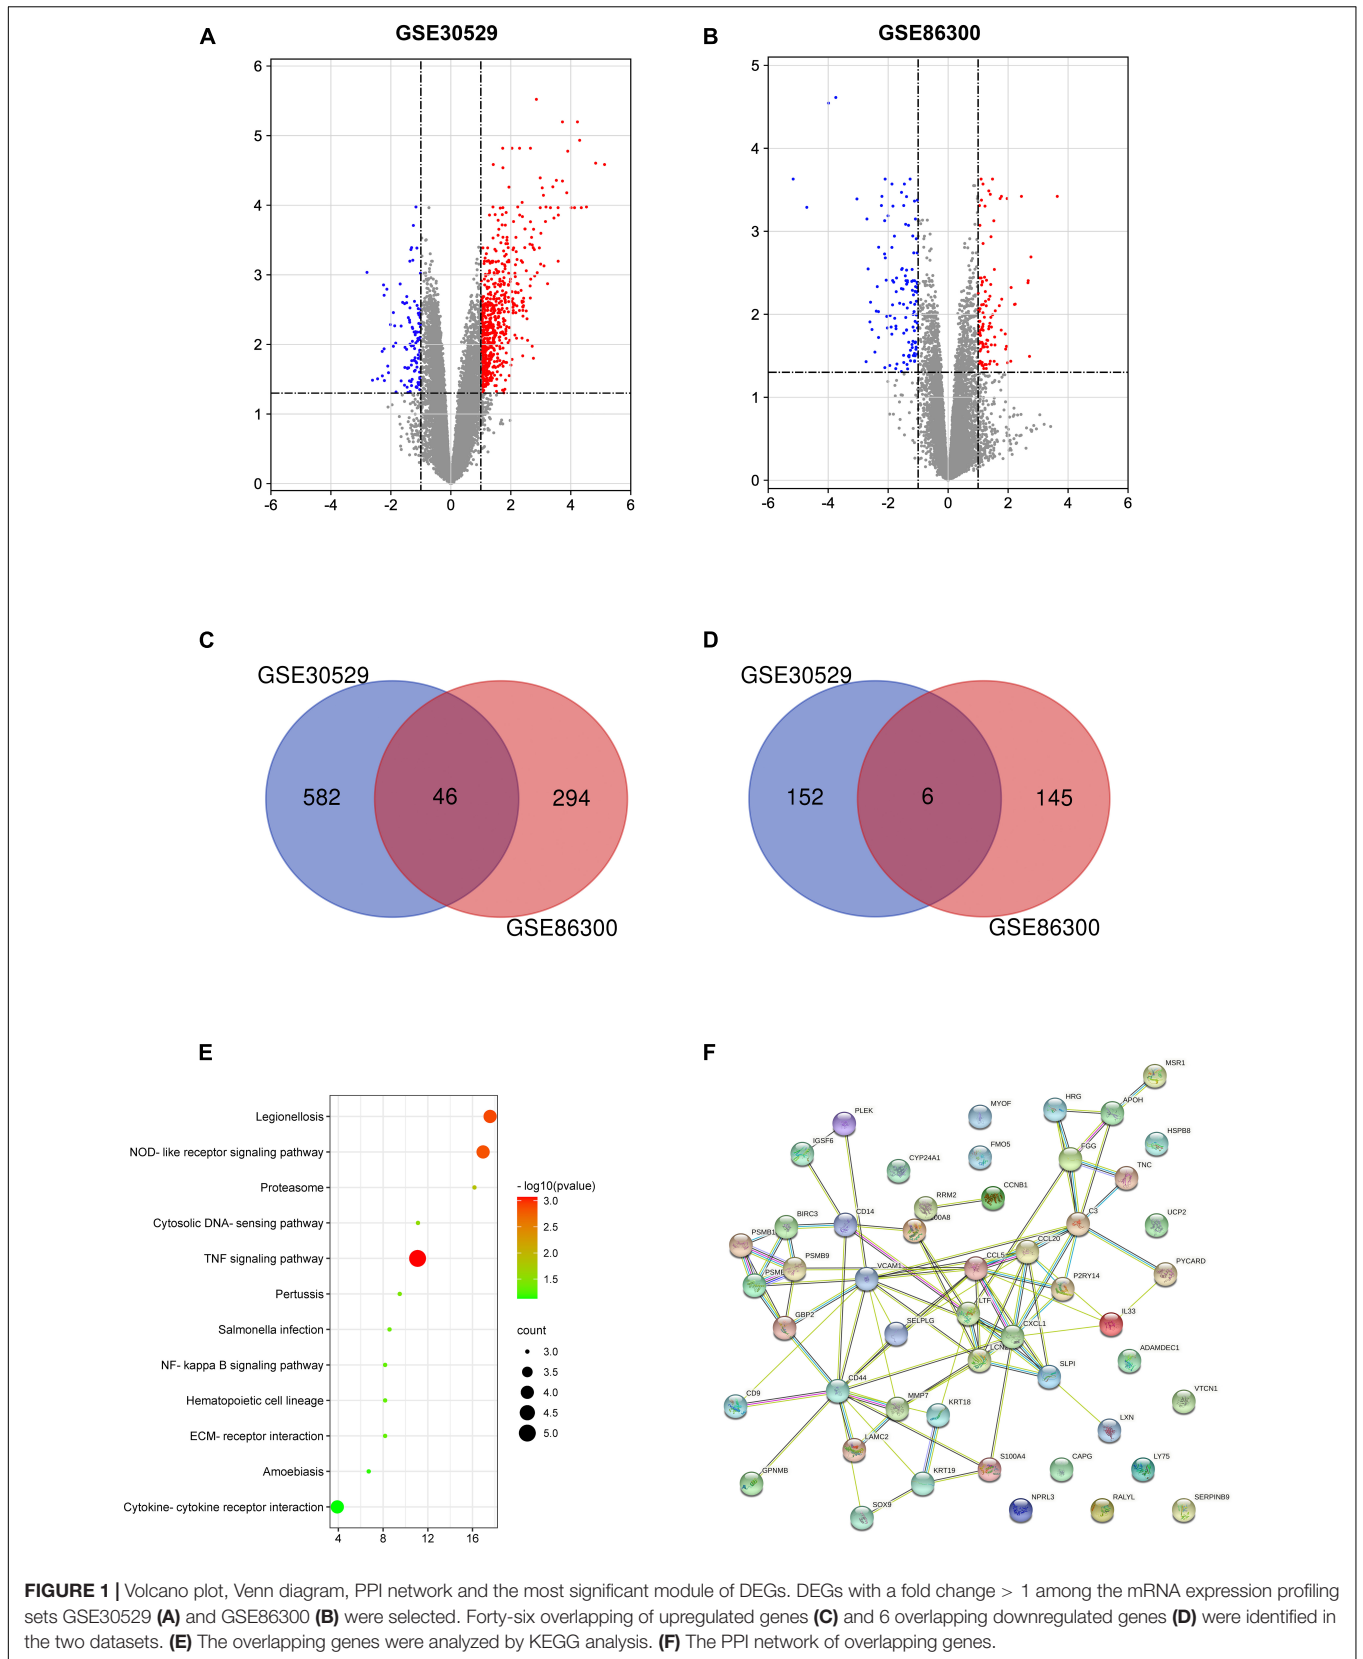 A
GSE30529
6
5
4
3
2
1
0
-6
-4
-2
0
2
4
6
B
GSE86300
5
4
3
2
1
0
-6
-4
-2
0
2
4
6
C
GSE30529
582
46
294
GSE86300
D
GSE30529
152
6
145
GSE86300
E
Legionellosis
NOD- like receptor signaling pathway
Proteasome
Cytosolic DNA- sensing pathway
TNF signaling pathway
Pertussis
Salmonella infection
NF- kappa B signaling pathway
Hematopoietic cell lineage
ECM- receptor interaction
Amoebiasis
Cytokine- cytokine receptor interaction
4
8
12
16
- log10(pvalue)
3.0
2.5
2.0
1.5
count
3.0
3.5
4.0
4.5
5.0
F
MSR1
PLEK
MYOF
HRG
APOH
IGSF6
FMO5
FGG
HSPB8
CYP24A1
TNC
CCNB1
RRM2
BIRC3
CD14
C3
UCP2
CCL20
PSMB9
CCL5
PYCARD
VCAM1
P2RY14
LTF
IL33
GBP2
SELPLG
CXCL1
ADAMDEC1
SLPI
CD44
CD9
MMP7
KRT18
VTCN1
LXN
LAMC2
GPNMB
KRT19
S100A4
CAPG
LY75
SOX9
NPRL3
RALYL
SERPINB9
FIGURE 1 | Volcano plot, Venn diagram, PPI network and the most significant module of DEGs. DEGs with a fold change > 1 among the mRNA expression profiling
sets GSE30529 (A) and GSE86300 (B) were selected. Forty-six overlapping of upregulated genes (C) and 6 overlapping downregulated genes (D) were identified in
the two datasets. (E) The overlapping genes were analyzed by KEGG analysis. (F) The PPI network of overlapping genes.